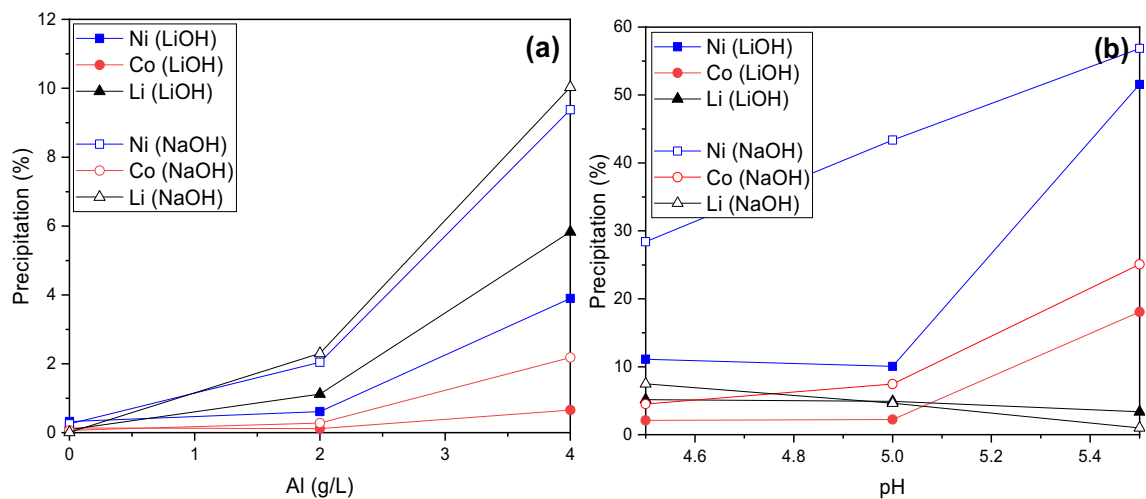 (a)
Ni (LiOH)
Co (LiOH)
Li (LiOH)
Ni (NaOH)
Co (NaOH)
Li (NaOH)
Precipitation (%)
12
10
8
6
4
2
0
0
1
2
3
4
Al (g/L)
(b)
Ni (LiOH)
Co (LiOH)
Li (LiOH)
Ni (NaOH)
Co (NaOH)
Li (NaOH)
Precipitation (%)
60
50
40
30
20
10
0
4.6
4.8
5.0
5.2
5.4
pH